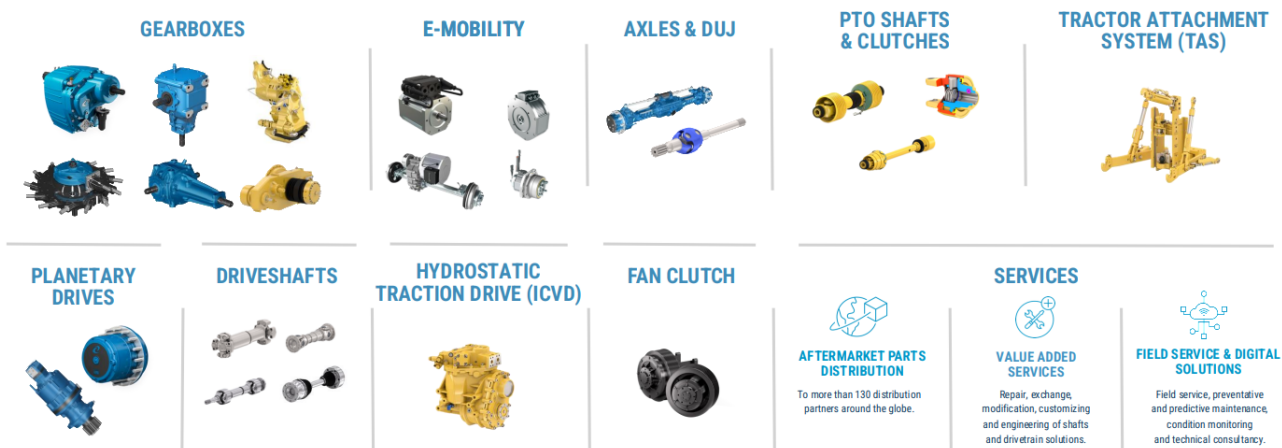 GEARBOXES
E-MOBILITY
AXLES & DUJ
PTO SHAFTS
& CLUTCHES
TRACTOR ATTACHMENT
SYSTEM (TAS)
PLANETARY
DRIVES
DRIVESHAFTS
HYDROSTATIC
TRACTION DRIVE (ICVD)
FAN CLUTCH
SERVICES
AFTERMARKET PARTS
DISTRIBUTION
To more than 130 distribution
partners around the globe.
VALUE ADDED
SERVICES
Repair, exchange,
modification, customizing
and engineering of shafts
and drivetrain solutions.
FIELD SERVICE & DIGITAL
SOLUTIONS
Field service, preventative
and predictive maintenance,
condition monitoring
and technical consultancy.